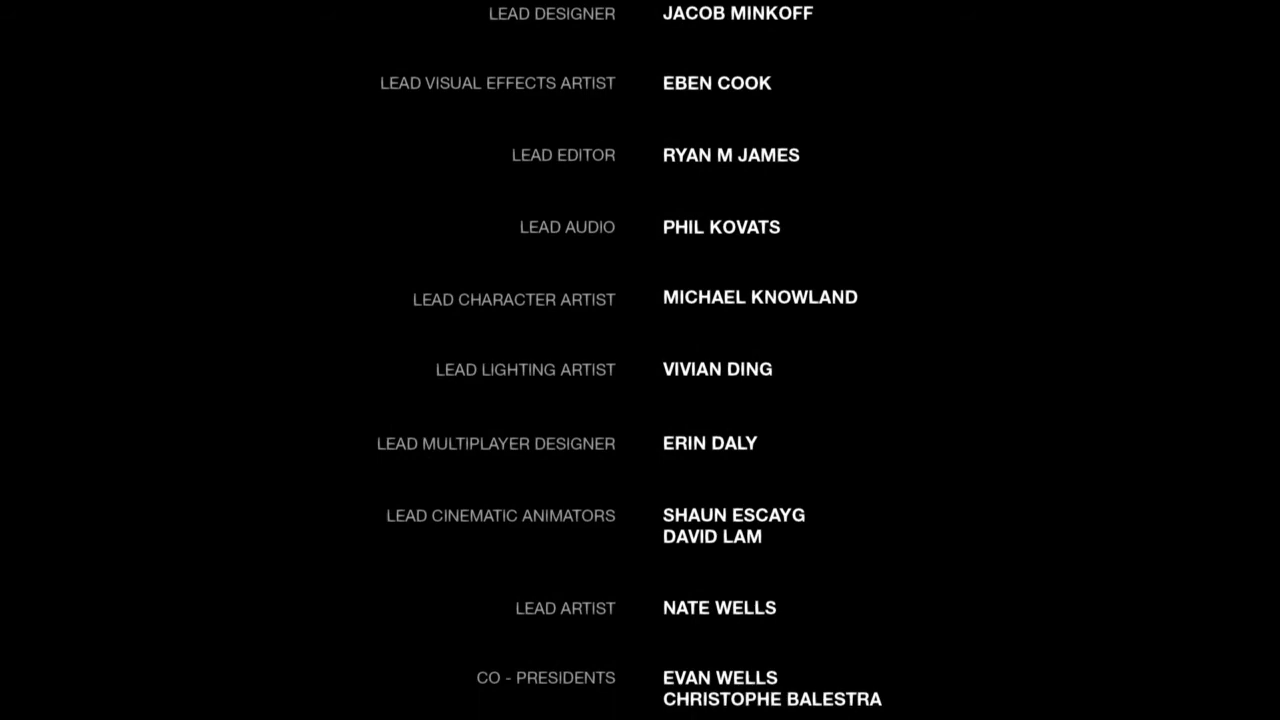 LEAD DESIGNER JACOB MINKOFF
LEAD VISUAL EFFECTS ARTIST EBEN COOK
LEAD EDITOR RYAN M JAMES
LEAD AUDIO PHIL KOVATS
LEAD CHARACTER ARTIST MICHAEL KNOWLAND
LEAD LIGHTING ARTIST VIVIAN DING
LEAD MULTIPLAYER DESIGNER ERIN DALY
LEAD CINEMATIC ANIMATORS SHAUN ESCAYG
DAVID LAM
LEAD ARTIST NATE WELLS
CO - PRESIDENTS EVAN WELLS
CHRISTOPHE BALESTRA